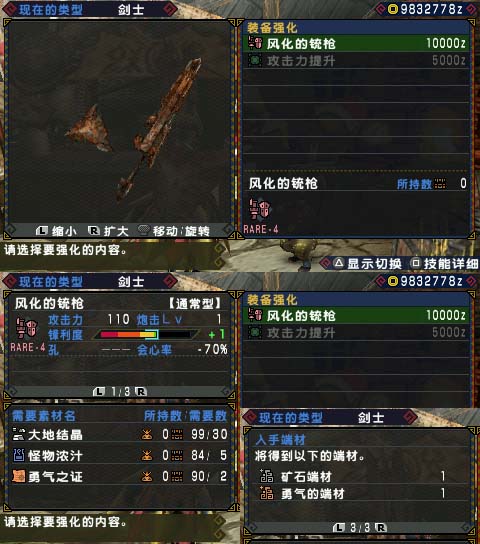 现在的类型 剑士
9832778z
装备强化
风化的铳枪 10000z
攻击力提升 5000z
风化的铳枪 所持数 0
RARE-4
L 缩小 R 扩大 移动/旋转
请选择要强化的内容。
△显示切换 □技能详细
现在的类型 剑士
9832778z
风化的铳枪 【通常型】
攻击力 110 炮击Lv 1
锋利度 +1
RARE-4
孔 --- 会心率 -70%
L 1/3 R
装备强化
风化的铳枪 10000z
攻击力提升 5000z
需要素材名 所持数/需要数
大地结晶 0 99/30
怪物浓汁 0 84/ 5
勇气之证 0 90/ 2
请选择要强化的内容。
现在的类型 剑士
入手端材
将得到以下的端材。
矿石端材 1
勇气的端材 1
L 3/3 R